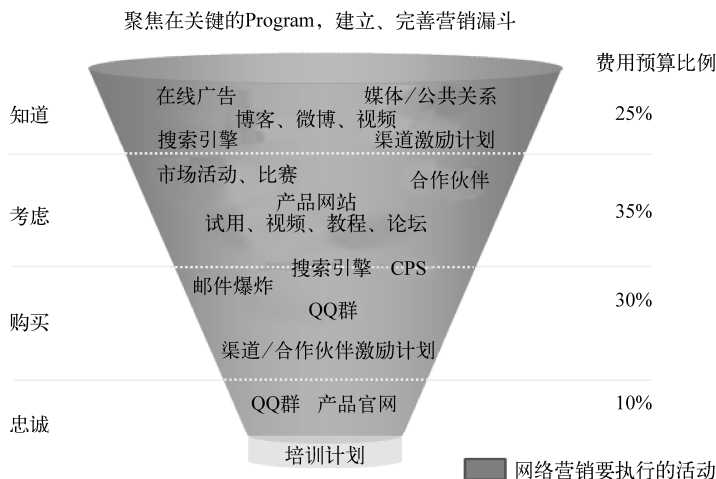 聚焦在关键的Program，建立、完善营销漏斗
费用预算比例
知道
在线广告
媒体/公共关系
博客、微博、视频
搜索引擎
渠道激励计划
25%
考虑
市场活动、比赛
合作伙伴
产品网站
试用、视频、教程、论坛
35%
搜索引擎 CPS
购买
邮件爆炸
QQ群
渠道/合作伙伴激励计划
30%
忠诚
QQ群 产品官网
10%
培训计划
网络营销要执行的活动